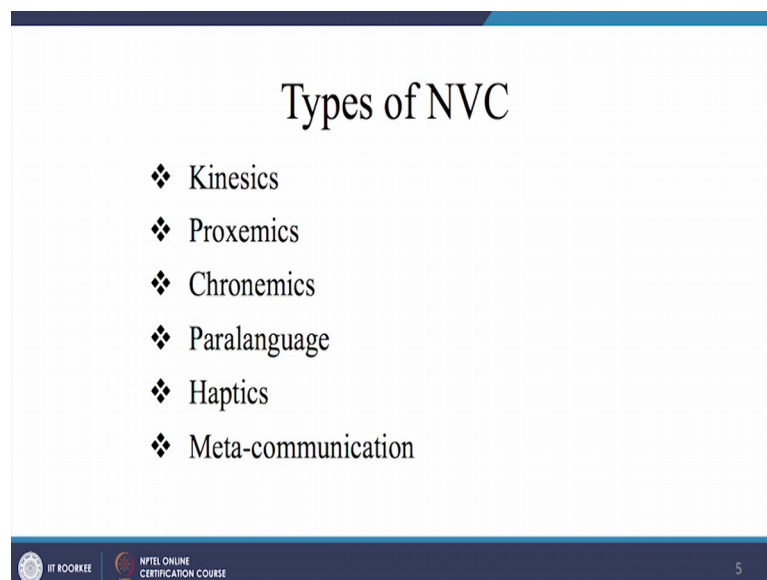 Types of NVC
❖ Kinesics
❖ Proxemics
❖ Chronemics
❖ Paralanguage
❖ Haptics
❖ Meta-communication
IIT ROORKEE
NPTEL ONLINE
CERTIFICATION COURSE
5